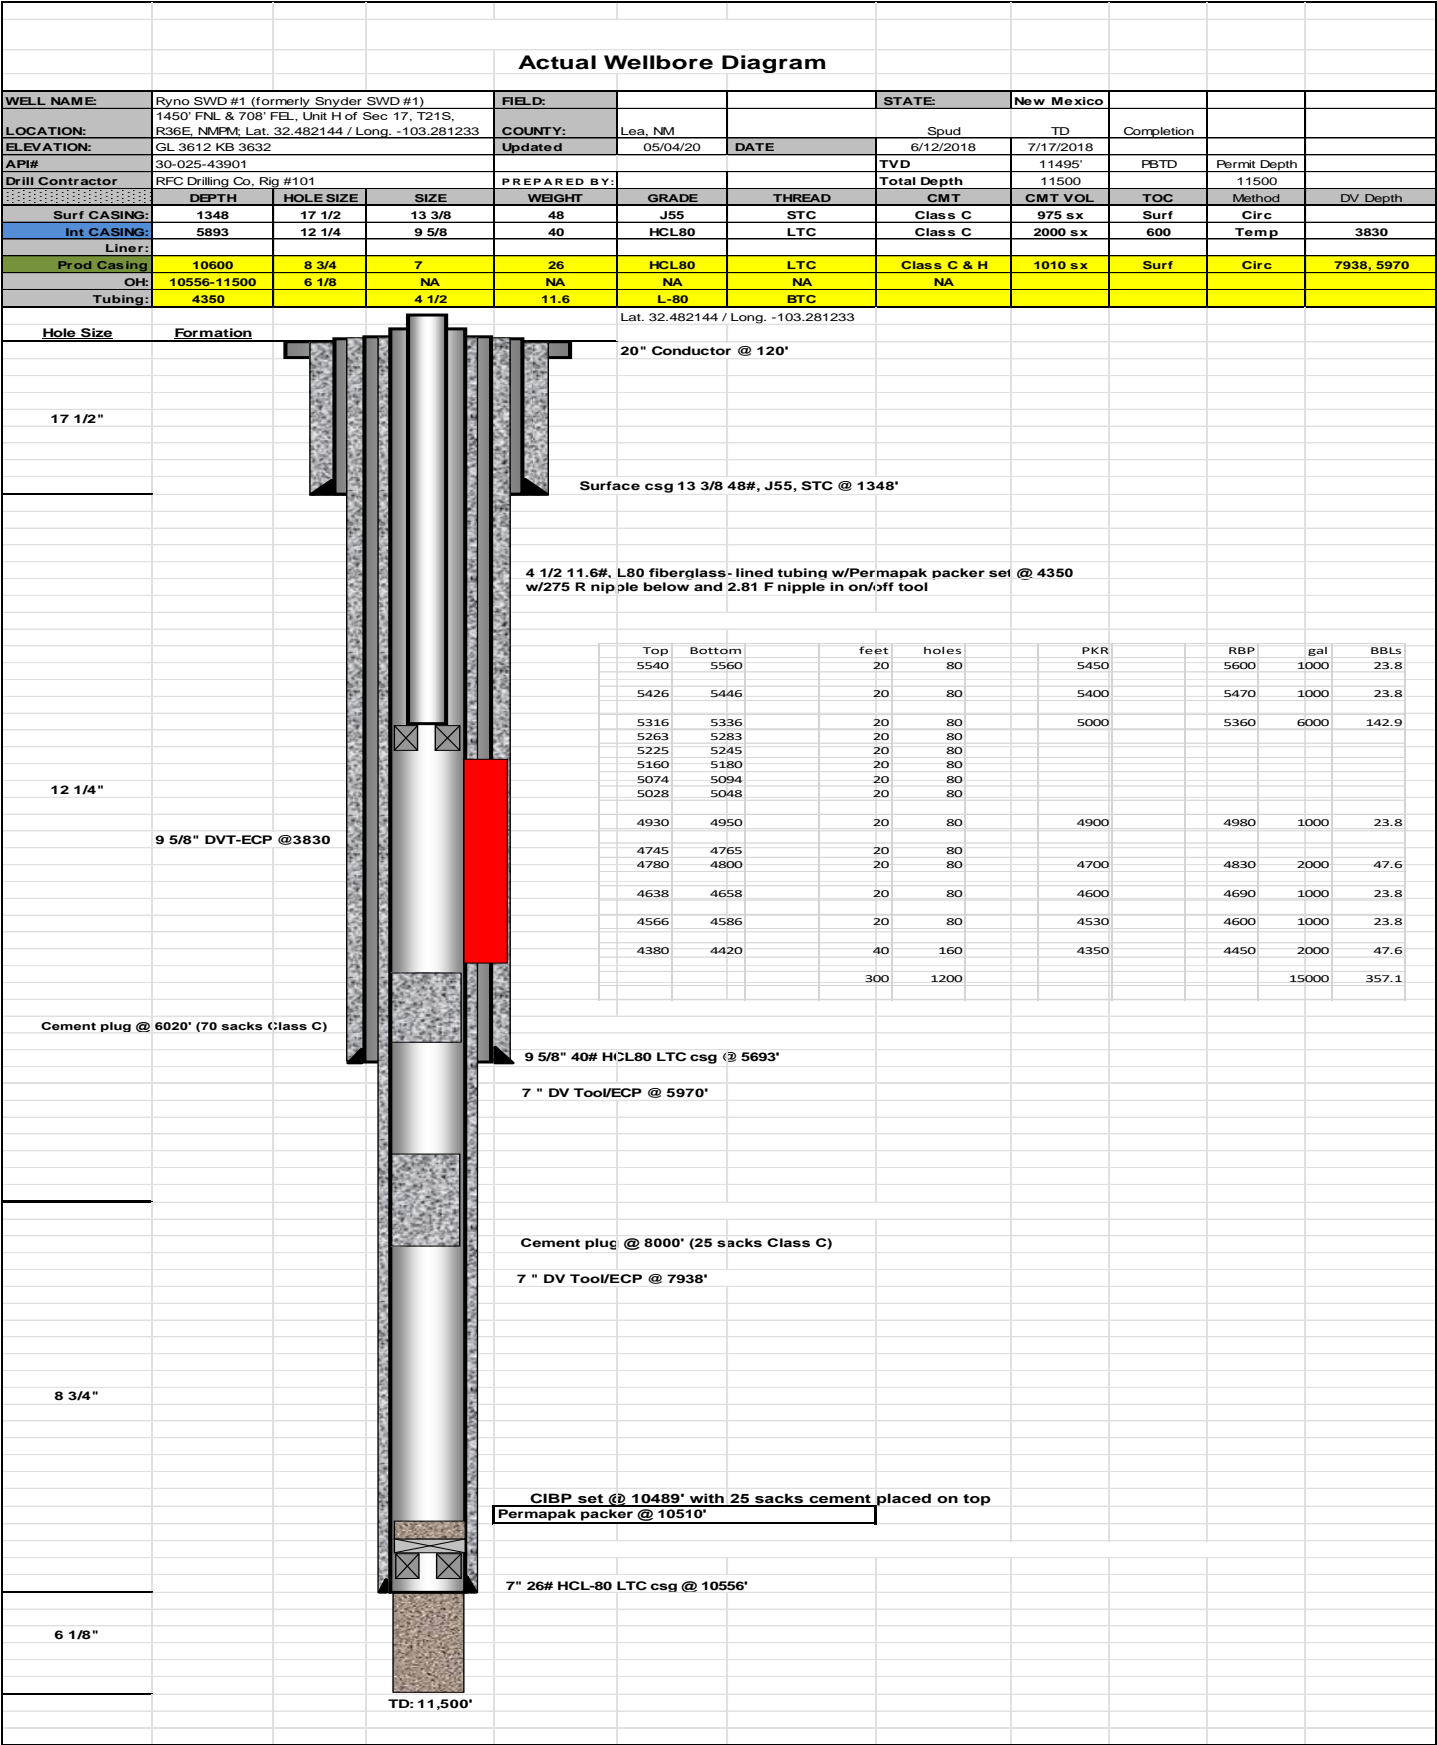 Actual Wellbore Diagram
WELL NAME: Ryno SWD #1 (formerly Snyder SWD #1) FIELD: STATE: New Mexico
1450' FNL & 708' FEL, Unit H of Sec 17, T21S,
LOCATION: R36E, NMPM; Lat. 32.482144 / Long. -103.281233 COUNTY: Lea, NM Spud TD Completion
ELEVATION: GL 3612 KB 3632 Updated 05/04/20 DATE 6/12/2018 7/17/2018
API# 30-025-43901 TVD 11495' PBTD Permit Depth
Drill Contractor RFC Drilling Co, Rig #101 PREPARED BY: Total Depth 11500 11500
DEPTH HOLE SIZE SIZE WEIGHT GRADE THREAD CMT CMT VOL TOC Method DV Depth
Surf CASING: 1348 17 1/2 13 3/8 48 J55 STC Class C 975 sx Surf Circ
Int CASING: 5893 12 1/4 9 5/8 40 HCL80 LTC Class C 2000 sx 600 Temp 3830
Liner:
Prod Casing 10600 8 3/4 7 26 HCL80 LTC Class C & H 1010 sx Surf Circ 7938, 5970
OH: 10556-11500 6 1/8 NA NA NA NA NA
Tubing: 4350 4 1/2 11.6 L-80 BTC
Lat. 32.482144 / Long. -103.281233
Hole Size Formation
20" Conductor @ 120'
17 1/2"
Surface csg 13 3/8 48#, J55, STC @ 1348'
4 1/2 11.6#, L80 fiberglass- lined tubing w/Permapak packer set @ 4350
w/275 R nipple below and 2.81 F nipple in on/off tool
Top Bottom feet holes PKR RBP gal BBLs
5540 5560 20 80 5450 5600 1000 23.8
5426 5446 20 80 5400 5470 1000 23.8
5316 5336 20 80 5000 5360 6000 142.9
5263 5283 20 80
5225 5245 20 80
5160 5180 20 80
5074 5094 20 80
5028 5048 20 80
12 1/4"
4930 4950 20 80 4900 4980 1000 23.8
9 5/8" DVT-ECP @3830
4745 4765 20 80
4780 4800 20 80 4700 4830 2000 47.6
4638 4658 20 80 4600 4690 1000 23.8
4566 4586 20 80 4530 4600 1000 23.8
4380 4420 40 160 4350 4450 2000 47.6
300 1200 15000 357.1
Cement plug @ 6020' (70 sacks Class C)
9 5/8" 40# HCL80 LTC csg @ 5693'
7 " DV Tool/ECP @ 5970'
Cement plug @ 8000' (25 sacks Class C)
7 " DV Tool/ECP @ 7938'
8 3/4"
CIBP set @ 10489' with 25 sacks cement placed on top
Permapak packer @ 10510'
7" 26# HCL-80 LTC csg @ 10556'
6 1/8"
TD: 11,500'